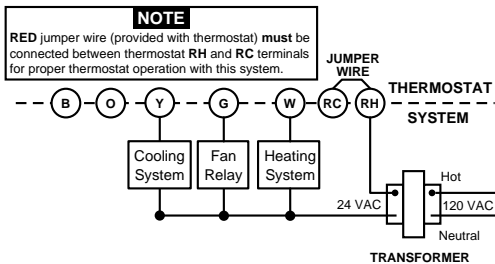 NOTE
RED jumper wire (provided with thermostat) must be
connected between thermostat RH and RC terminals
for proper thermostat operation with this system.
JUMPER
WIRE
THERMOSTAT
B
O
Y
G
W
RC
RH
SYSTEM
Cooling
System
Fan
Relay
Heating
System
Hot
24 VAC
120 VAC
Neutral
TRANSFORMER